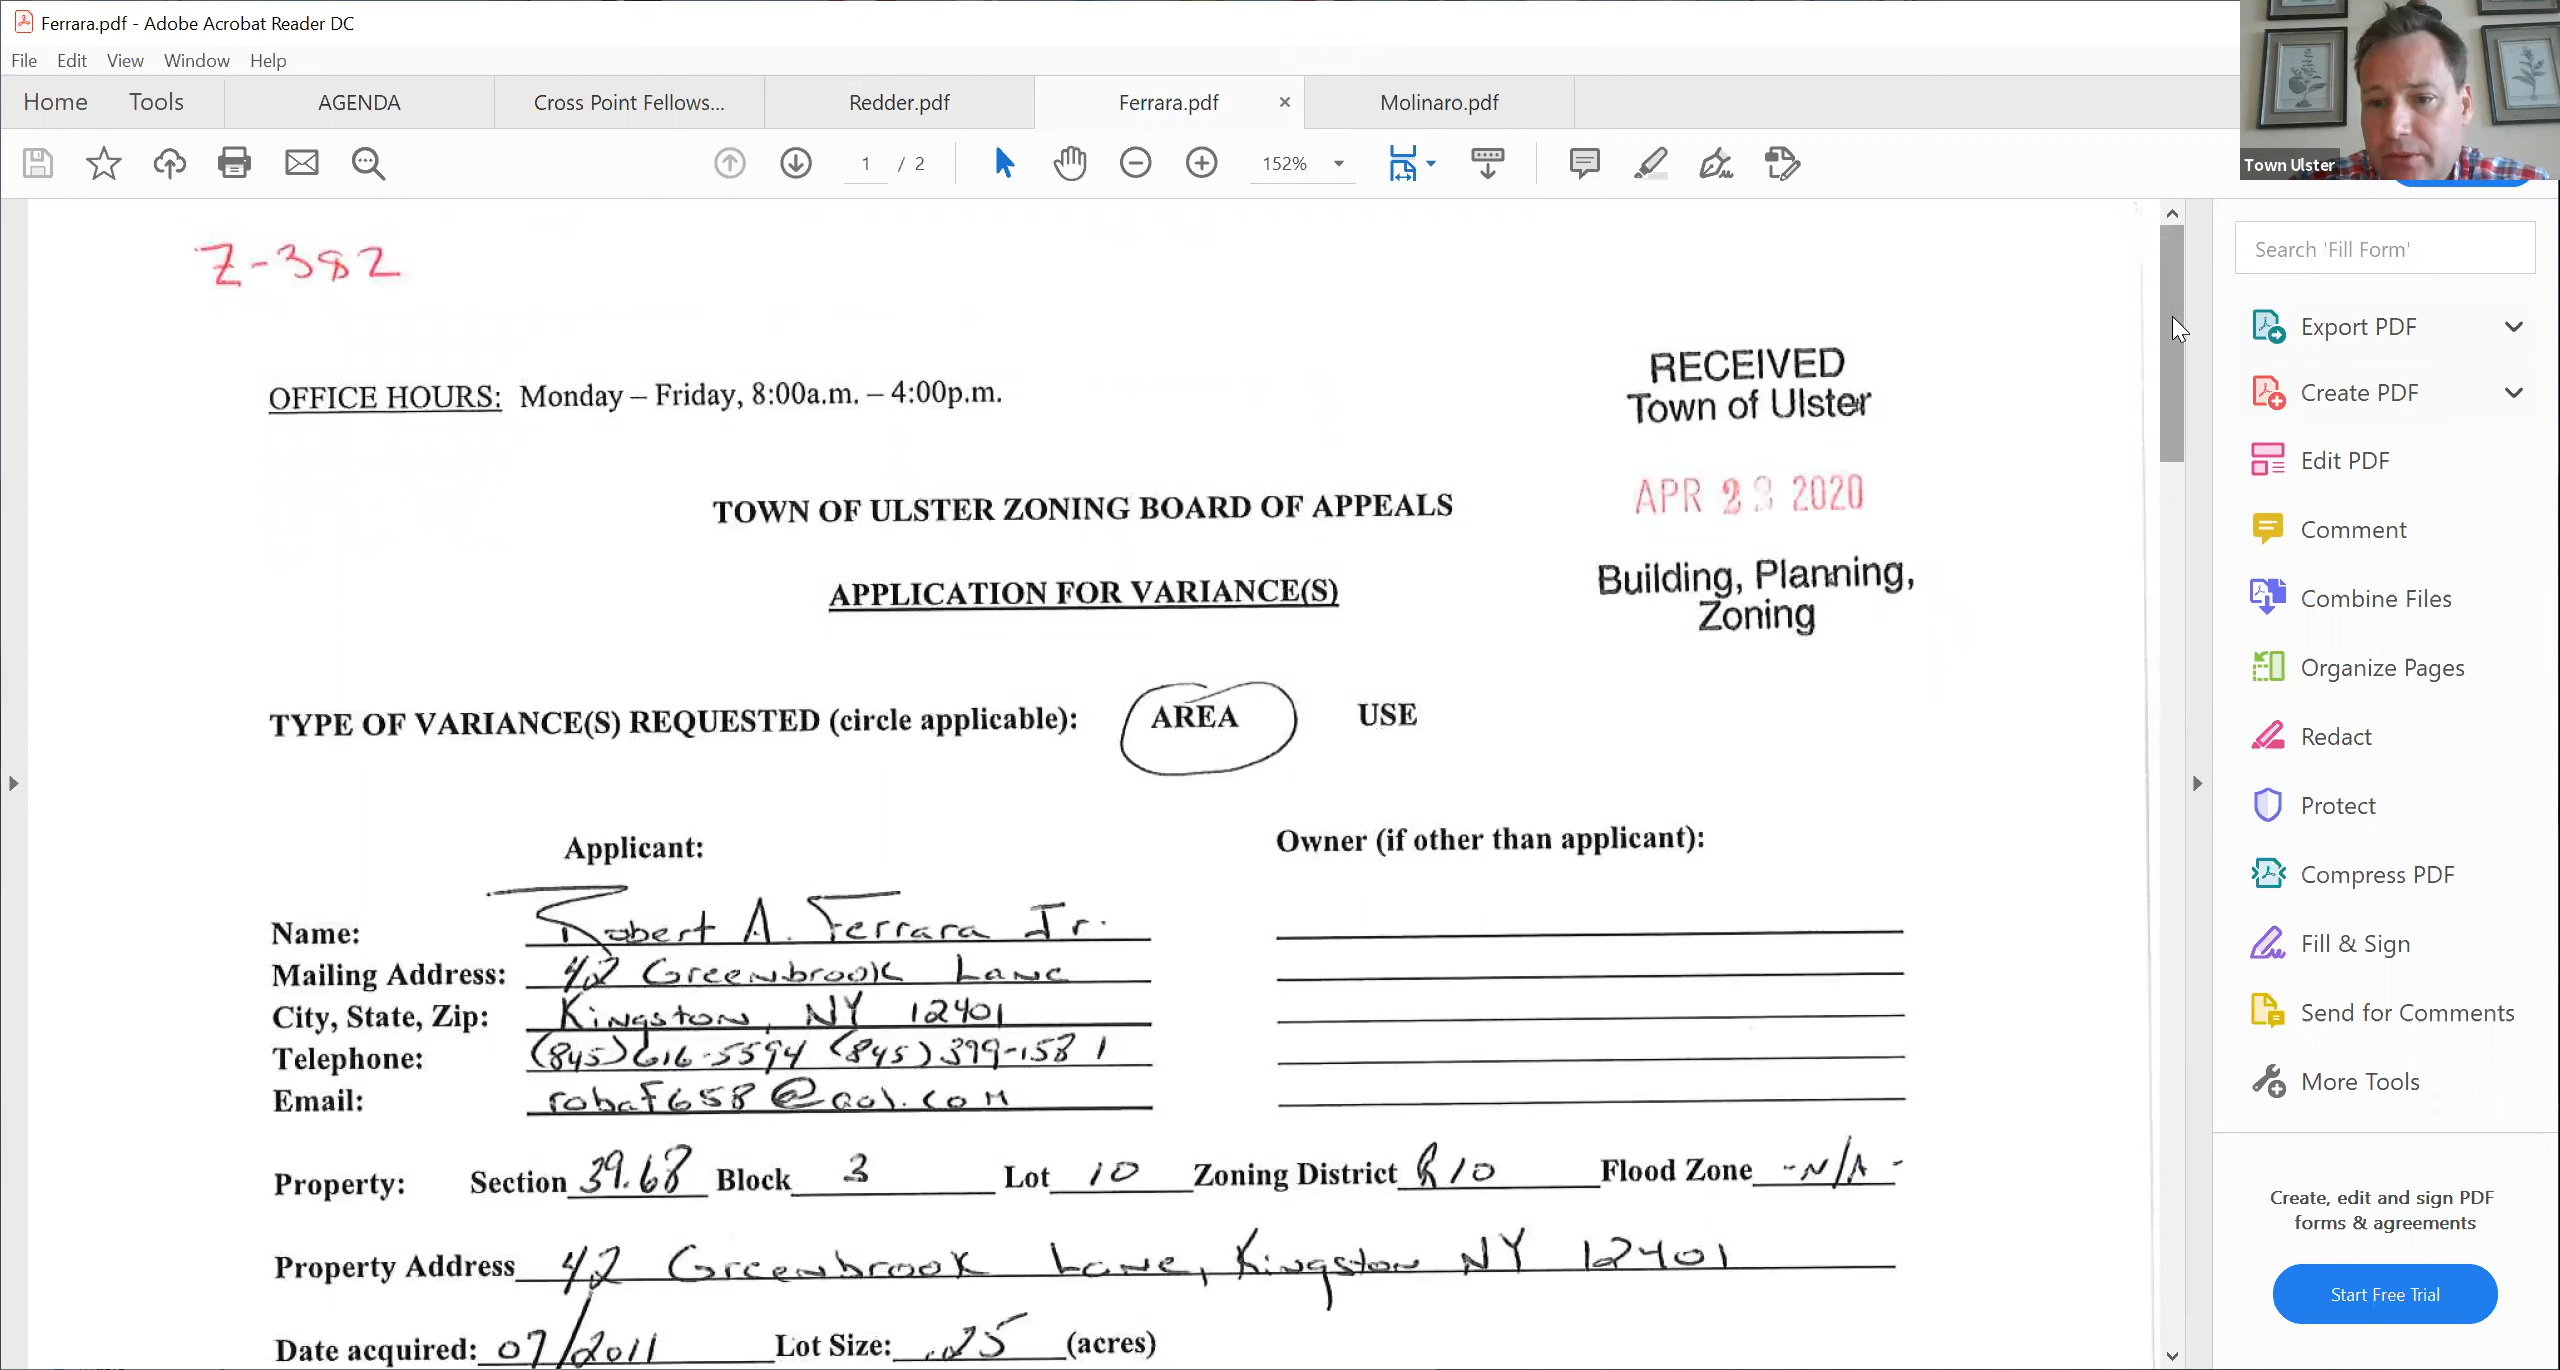 Ferrara.pdf - Adobe Acrobat Reader DC
File Edit View Window Help
Home Tools AGENDA Cross Point Fellows... Redder.pdf Ferrara.pdf × Molinaro.pdf
1 / 2 152%
Town Ulster
Z-382
OFFICE HOURS: Monday – Friday, 8:00a.m. – 4:00p.m.
RECEIVED
Town of Ulster
APR 23 2020
Building, Planning,
Zoning
TOWN OF ULSTER ZONING BOARD OF APPEALS
APPLICATION FOR VARIANCE(S)
TYPE OF VARIANCE(S) REQUESTED (circle applicable): AREA USE
Applicant: Owner (if other than applicant):
Name: Robert A. Ferrara Jr.
Mailing Address: 42 Greenbrook Lane
City, State, Zip: Kingston, NY 12401
Telephone: (845)616-5594 (845)399-1581
Email: robaf658@aol.com
Property: Section 39.68 Block 3 Lot 10 Zoning District R10 Flood Zone -N/A-
Property Address 42 Greenbrook Lane, Kingston NY 12401
Date acquired: 07/2011 Lot Size: .25 (acres)
Search 'Fill Form'
Export PDF
Create PDF
Edit PDF
Comment
Combine Files
Organize Pages
Redact
Protect
Compress PDF
Fill & Sign
Send for Comments
More Tools
Create, edit and sign PDF
forms & agreements
Start Free Trial